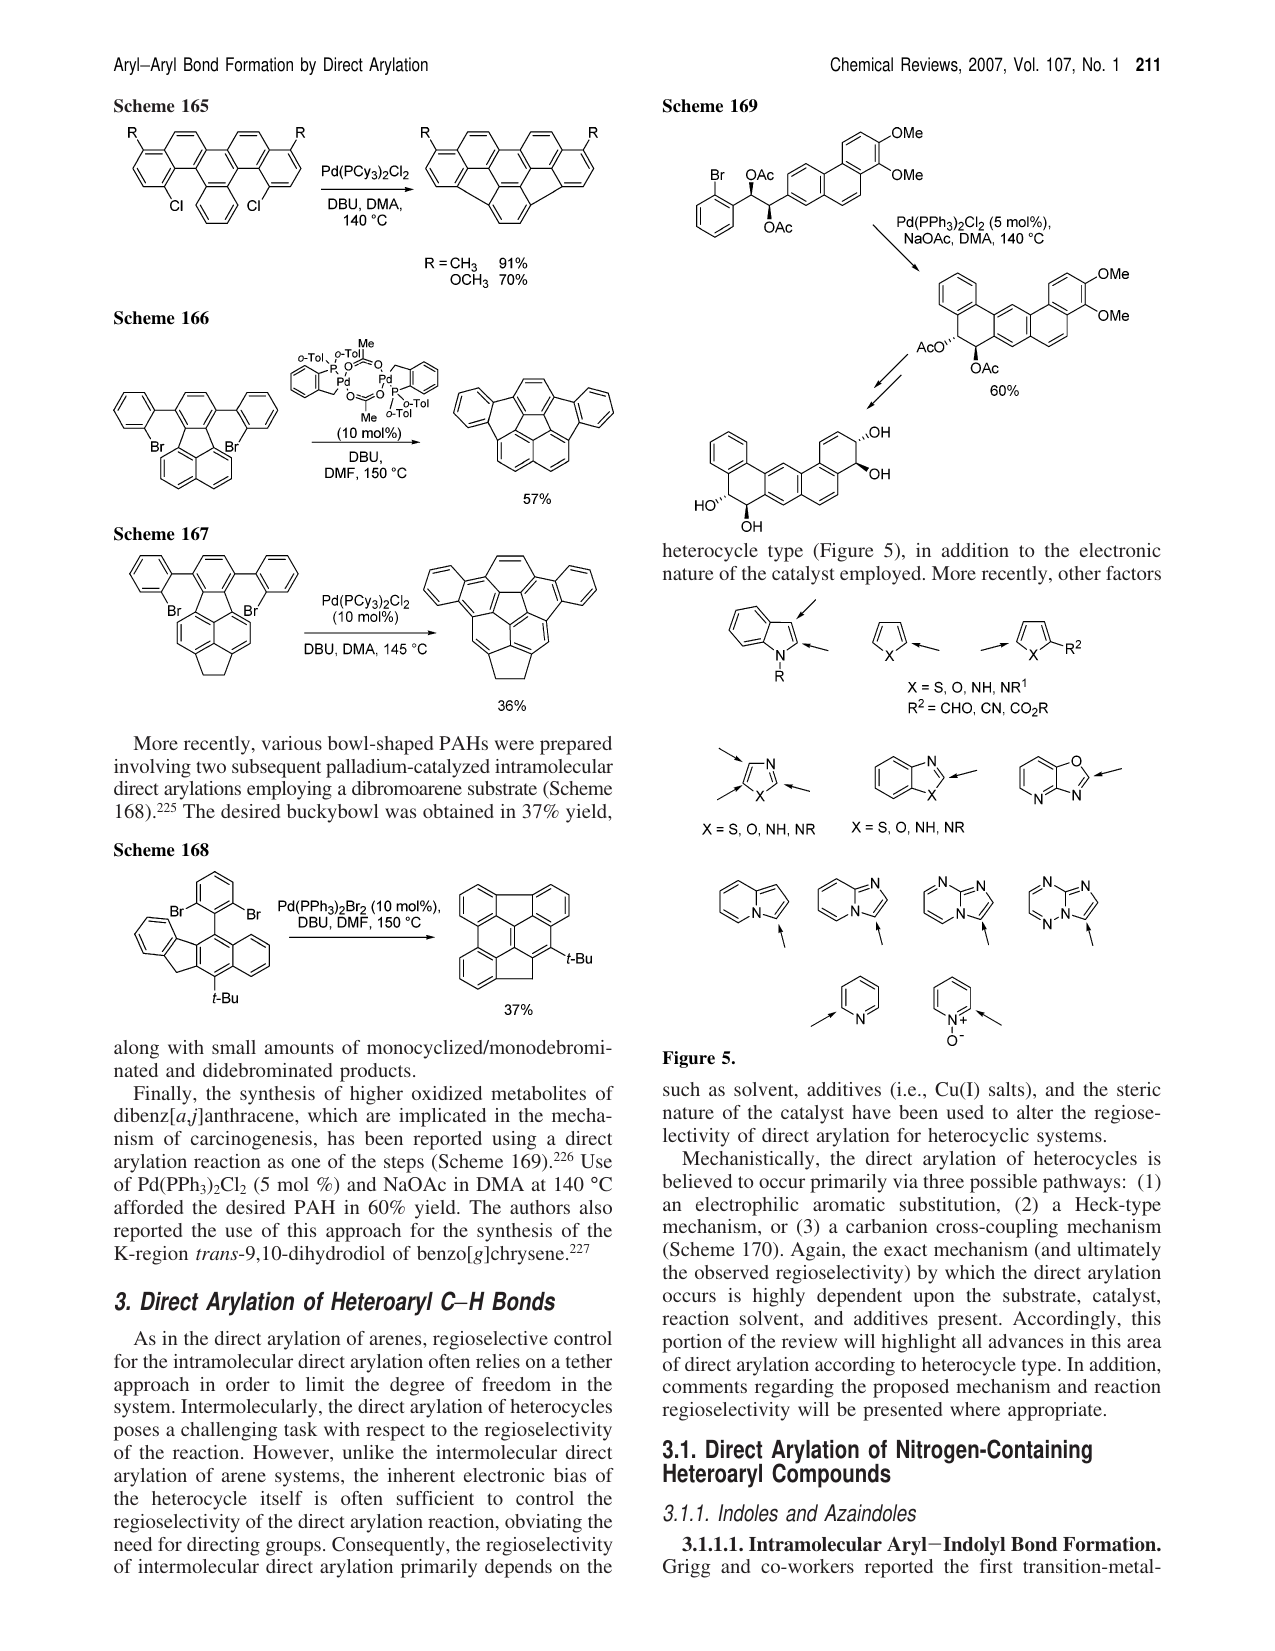 Aryl−Aryl Bond Formation by Direct Arylation
Chemical Reviews, 2007, Vol. 107, No. 1 211
Scheme 165
R
R
Cl
Cl
Pd(PCy3)2Cl2
DBU, DMA,
140 °C
R
R
R = CH3 91%
OCH3 70%
Scheme 166
Br
Br
o-Tol
o-Tol
P
Pd
O
O
Me
Pd
P
o-Tol
o-Tol
O
O
Me
(10 mol%)
DBU,
DMF, 150 °C
57%
Scheme 167
Br
Br
Pd(PCy3)2Cl2
(10 mol%)
DBU, DMA, 145 °C
36%
More recently, various bowl-shaped PAHs were prepared
involving two subsequent palladium-catalyzed intramolecular
direct arylations employing a dibromoarene substrate (Scheme
168).225 The desired buckybowl was obtained in 37% yield,
Scheme 168
Br
Br
t-Bu
Pd(PPh3)2Br2 (10 mol%),
DBU, DMF, 150 °C
t-Bu
37%
along with small amounts of monocyclized/monodebromi-
nated and didebrominated products.
Finally, the synthesis of higher oxidized metabolites of
dibenz[a,j]anthracene, which are implicated in the mecha-
nism of carcinogenesis, has been reported using a direct
arylation reaction as one of the steps (Scheme 169).226 Use
of Pd(PPh3)2Cl2 (5 mol %) and NaOAc in DMA at 140 °C
afforded the desired PAH in 60% yield. The authors also
reported the use of this approach for the synthesis of the
K-region trans-9,10-dihydrodiol of benzo[g]chrysene.227
3. Direct Arylation of Heteroaryl C−H Bonds
As in the direct arylation of arenes, regioselective control
for the intramolecular direct arylation often relies on a tether
approach in order to limit the degree of freedom in the
system. Intermolecularly, the direct arylation of heterocycles
poses a challenging task with respect to the regioselectivity
of the reaction. However, unlike the intermolecular direct
arylation of arene systems, the inherent electronic bias of
the heterocycle itself is often sufficient to control the
regioselectivity of the direct arylation reaction, obviating the
need for directing groups. Consequently, the regioselectivity
of intermolecular direct arylation primarily depends on the
Scheme 169
Br
OAc
OAc
OMe
OMe
Pd(PPh3)2Cl2 (5 mol%),
NaOAc, DMA, 140 °C
OMe
OMe
AcO
OAc
60%
OH
OH
HO
OH
heterocycle type (Figure 5), in addition to the electronic
nature of the catalyst employed. More recently, other factors
N
R
X
X
R2
X = S, O, NH, NR1
R2 = CHO, CN, CO2R
N
X
N
X
O
N
N
X = S, O, NH, NR
X = S, O, NH, NR
N
N
N
N
N
N
N
N
N
N
N
N+
O-
Figure 5.
such as solvent, additives (i.e., Cu(I) salts), and the steric
nature of the catalyst have been used to alter the regiose-
lectivity of direct arylation for heterocyclic systems.
Mechanistically, the direct arylation of heterocycles is
believed to occur primarily via three possible pathways: (1)
an electrophilic aromatic substitution, (2) a Heck-type
mechanism, or (3) a carbanion cross-coupling mechanism
(Scheme 170). Again, the exact mechanism (and ultimately
the observed regioselectivity) by which the direct arylation
occurs is highly dependent upon the substrate, catalyst,
reaction solvent, and additives present. Accordingly, this
portion of the review will highlight all advances in this area
of direct arylation according to heterocycle type. In addition,
comments regarding the proposed mechanism and reaction
regioselectivity will be presented where appropriate.
3.1. Direct Arylation of Nitrogen-Containing
Heteroaryl Compounds
3.1.1. Indoles and Azaindoles
3.1.1.1. Intramolecular Aryl−Indolyl Bond Formation.
Grigg and co-workers reported the first transition-metal-